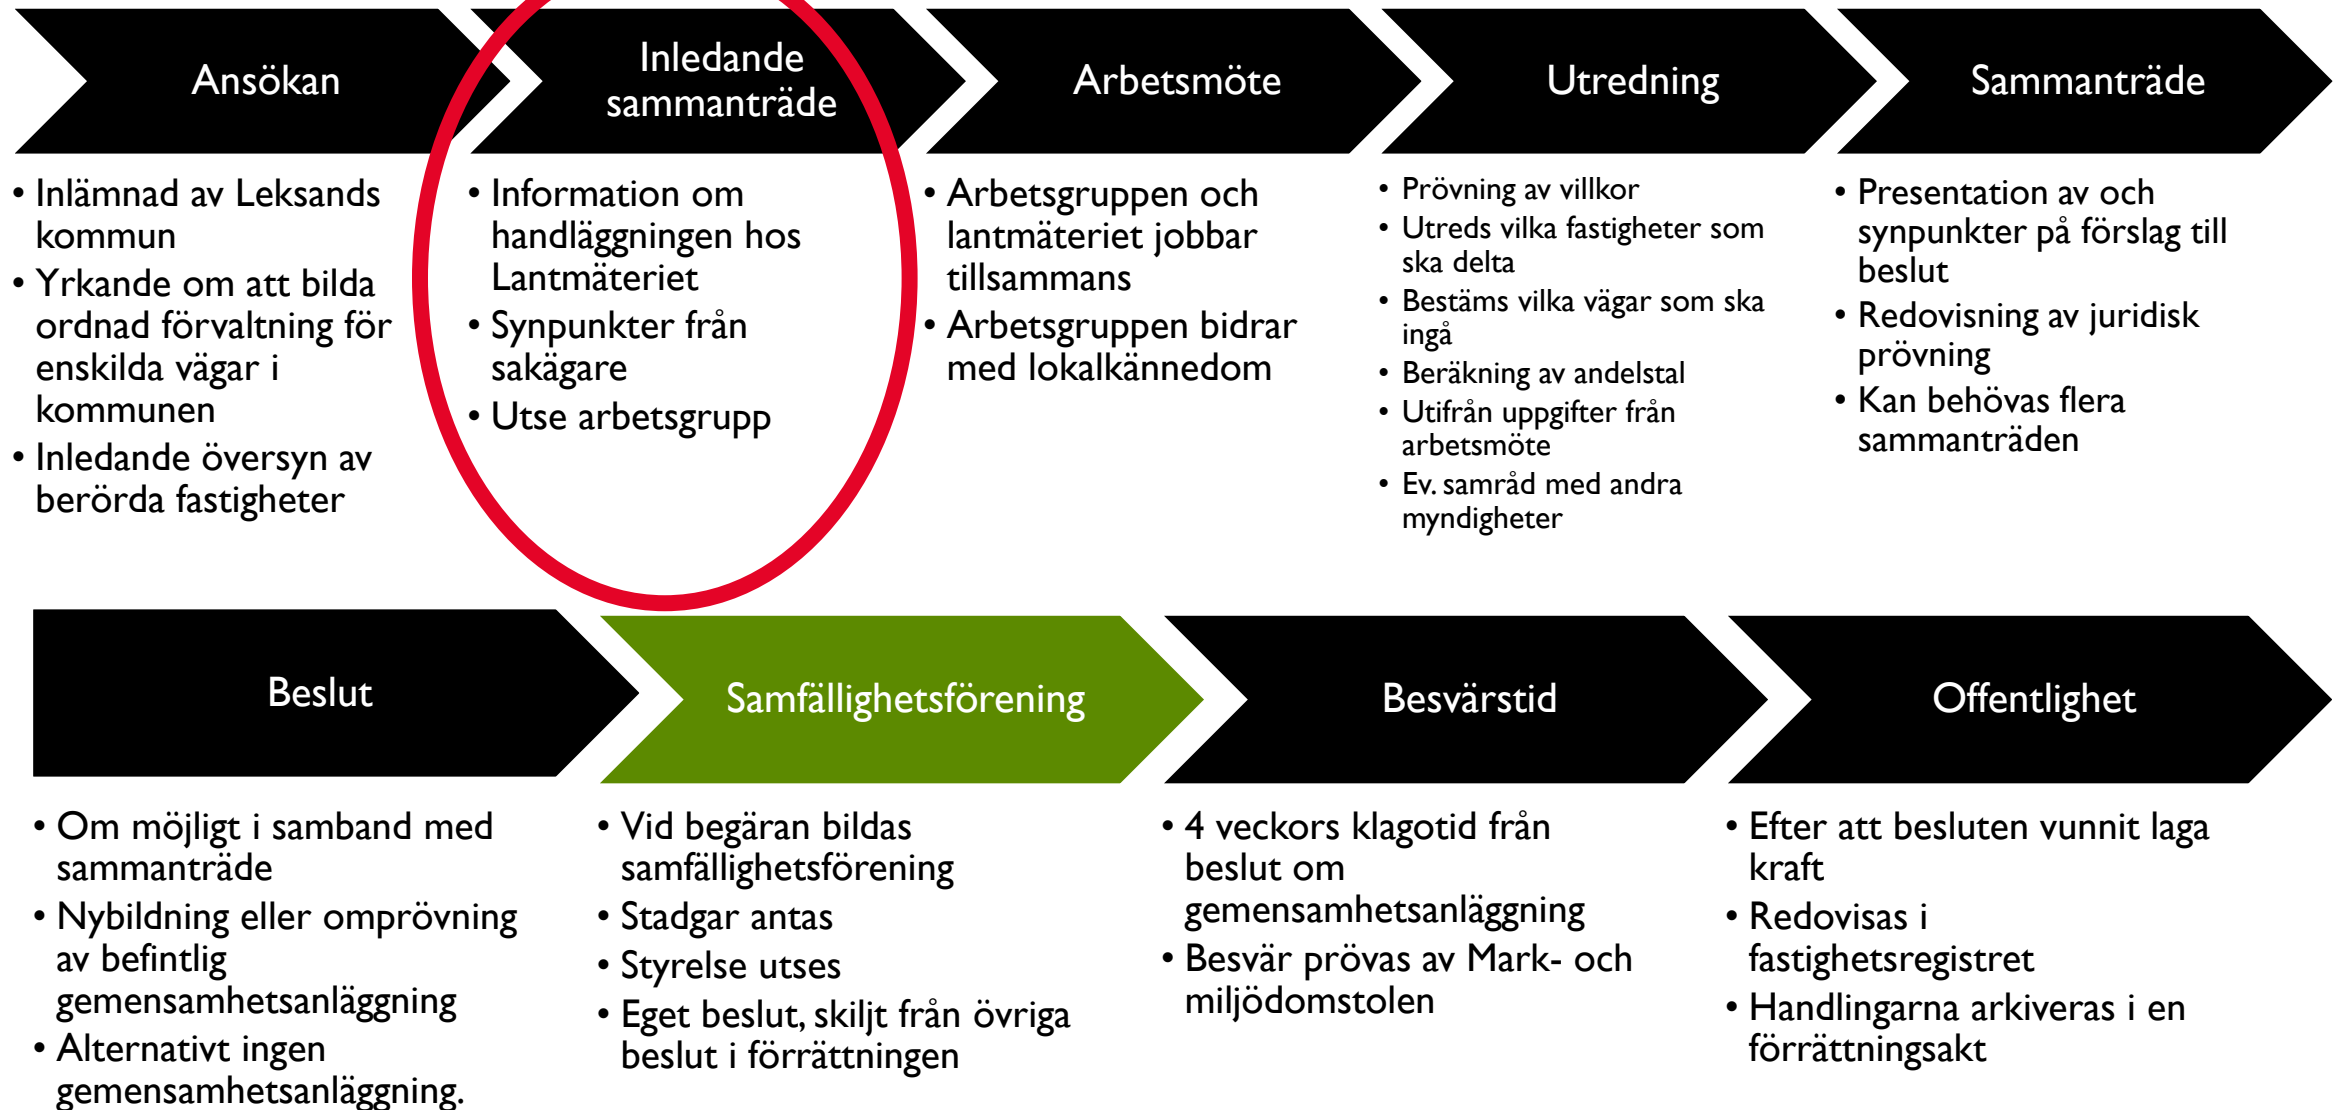 Ansökan
Inledande
sammanträde
Arbetsmöte
Utredning
Sammanträde
• Inlämnad av Leksands
kommun
• Yrkande om att bilda
ordnad förvaltning för
enskilda vägar i
kommunen
• Inledande översyn av
berörda fastigheter
• Information om
handläggningen hos
Lantmäteriet
• Synpunkter från
sakägare
• Utse arbetsgrupp
• Arbetsgruppen och
lantmäteriet jobbar
tillsammans
• Arbetsgruppen bidrar
med lokalkännedom
• Prövning av villkor
• Utreds vilka fastigheter som
ska delta
• Bestäms vilka vägar som ska
ingå
• Beräkning av andelstal
• Utifrån uppgifter från
arbetsmöte
• Ev. samråd med andra
myndigheter
• Presentation av och
synpunkter på förslag till
beslut
• Redovisning av juridisk
prövning
• Kan behövas flera
sammanträden
Beslut
Samfällighetsförening
Besvärstid
Offentlighet
• Om möjligt i samband med
sammanträde
• Nybildning eller omprövning
av befintlig
gemensamhetsanläggning
• Alternativt ingen
gemensamhetsanläggning.
• Vid begäran bildas
samfällighetsförening
• Stadgar antas
• Styrelse utses
• Eget beslut, skiljt från övriga
beslut i förrättningen
• 4 veckors klagotid från
beslut om
gemensamhetsanläggning
• Besvär prövas av Mark- och
miljödomstolen
• Efter att besluten vunnit laga
kraft
• Redovisas i
fastighetsregistret
• Handlingarna arkiveras i en
förrättningsakt